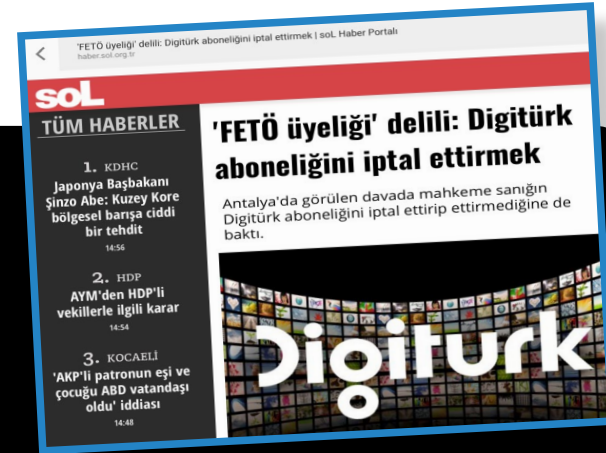 'FETÖ üyeliği' delili: Digitürk aboneliğini iptal ettirmek | soL Haber Portalı
haber.sol.org.tr
soL
TÜM HABERLER
1. KDHC
Japonya Başbakanı
Şinzo Abe: Kuzey Kore
bölgesel barışa ciddi
bir tehdit
14:56
2. HDP
AYM'den HDP'li
vekillerle ilgili karar
14:54
3. KOCAELİ
'AKP'li patronun eşi ve
çocuğu ABD vatandaşı
oldu' iddiası
14:48
'FETÖ üyeliği' delili: Digitürk
aboneliğini iptal ettirmek
Antalya'da görülen davada mahkeme sanığın
Digitürk aboneliğini iptal ettirip ettirmediğine de
baktı.
Digiturk